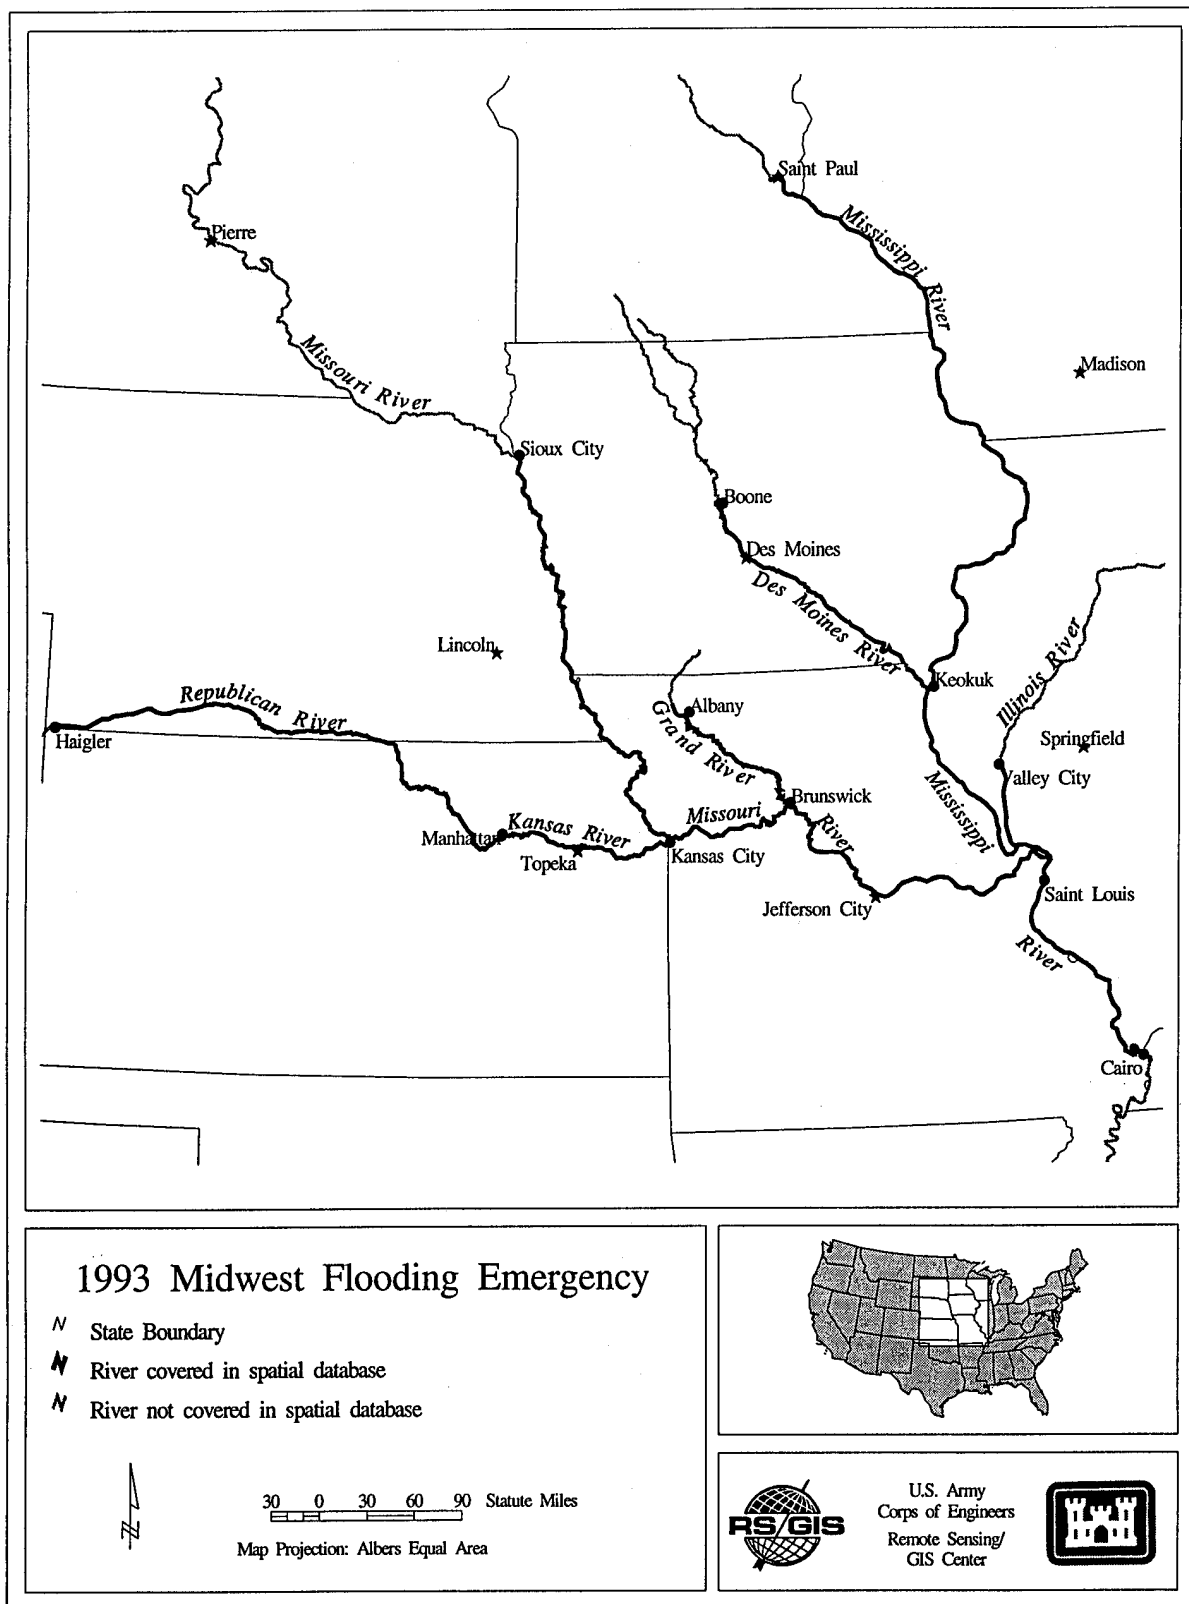 Saint Paul
Mississippi River
Pierre
Missouri River
Madison
Sioux City
Boone
Des Moines
Des Moines River
Lincoln
Illinois River
Republican River
Keokuk
Albany
Grand River
Haigler
Springfield
Valley City
Mississippi
Brunswick
Missouri
River
Kansas River
Manhattan
Topeka
Kansas City
Jefferson City
Saint Louis
River
Cairo
1993 Midwest Flooding Emergency
N State Boundary
N River covered in spatial database
N River not covered in spatial database
N
30 0 30 60 90 Statute Miles
Map Projection: Albers Equal Area
RS/GIS
U.S. Army
Corps of Engineers
Remote Sensing/
GIS Center